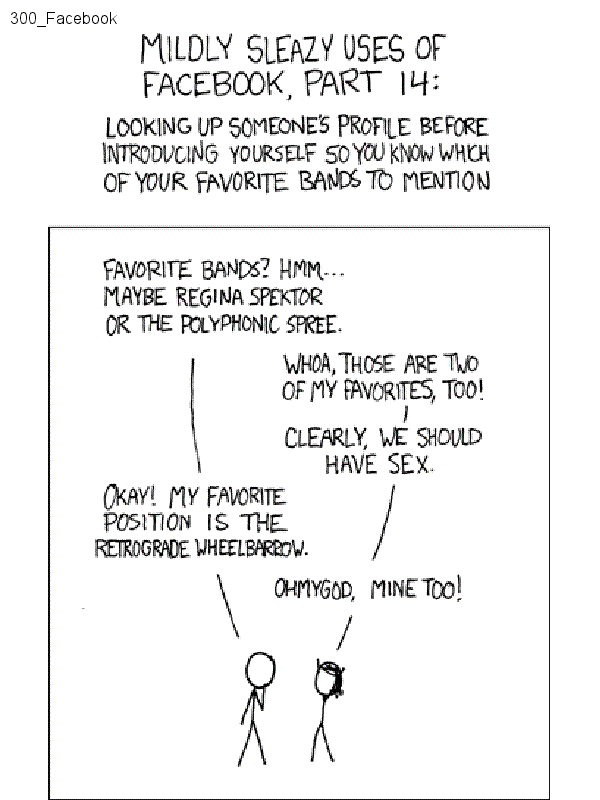 300_Facebook
MILDLY SLEAZY USES OF
FACEBOOK, PART 14:
LOOKING UP SOMEONE'S PROFILE BEFORE
INTRODUCING YOURSELF SO YOU KNOW WHICH
OF YOUR FAVORITE BANDS TO MENTION
FAVORITE BANDS? HMM...
MAYBE REGINA SPEKTOR
OR THE POLYPHONIC SPREE.
WHOA, THOSE ARE TWO
OF MY FAVORITES, TOO!
CLEARLY, WE SHOULD
HAVE SEX.
OKAY! MY FAVORITE
POSITION IS THE
RETROGRADE WHEELBARROW.
OHMYGOD, MINE TOO!